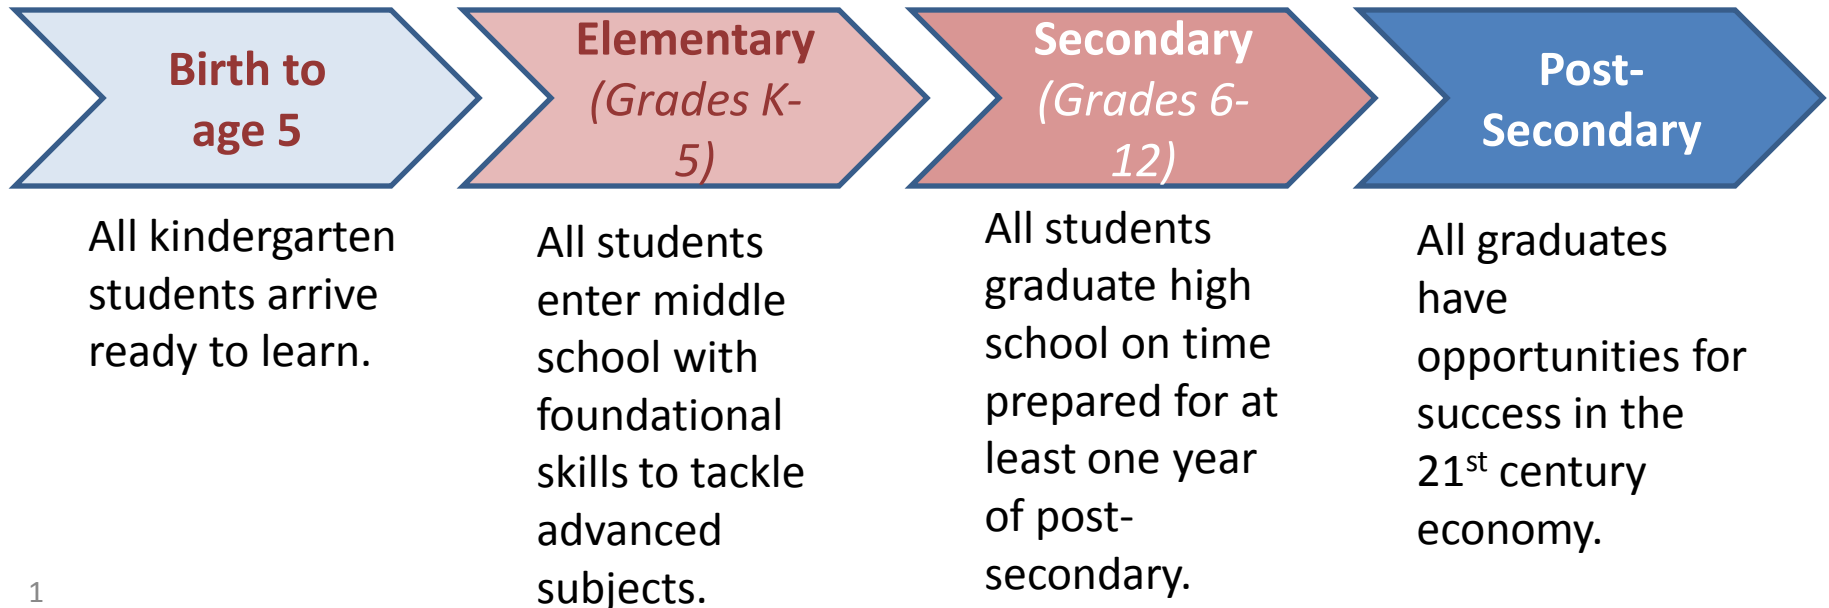 Birth to
age 5
All kindergarten
students arrive
ready to learn.
Elementary
(Grades K-
5)
All students
enter middle
school with
foundational
skills to tackle
advanced
subjects.
Secondary
(Grades 6-
12)
All students
graduate high
school on time
prepared for at
least one year
of post-
secondary.
Post-
Secondary
All graduates
have
opportunities for
success in the
21st century
economy.
1